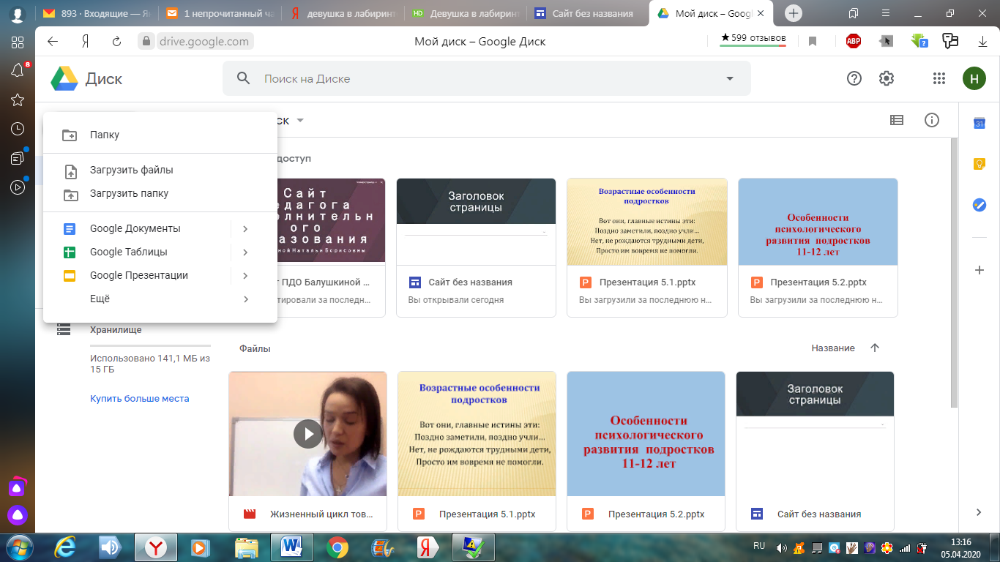 893 · Входящие — Ян
1 непрочитанный ча
девушка в лабиринт
Девушка в лабиринт
Сайт без названия
Мой диск – Googl
drive.google.com
Мой диск – Google Диск
★599 отзывов
ABP
8
Диск
Поиск на Диске
H
31
Папку
Загрузить файлы
Загрузить папку
Google Документы
Google Таблицы
Google Презентации
Ещё
ск
доступ
Сайт
едагога
олнительн
ого
азования
ной Натальи Борисовны
т ПДО Балушкиной ...
тировали за последн...
Заголовок
страницы
Сайт без названия
Вы открывали сегодня
Возрастные особенности
подростков
Вот они, главные истины эти:
Поздно заметили, поздно учли...
Нет, не рождаются трудными дети,
Просто им вовремя не помогли.
Презентация 5.1.pptx
Вы загрузили за последнюю н...
Особенности
психологического
развития подростков
11-12 лет
Презентация 5.2.pptx
Вы загрузили за последнюю н...
Хранилище
Использовано 141,1 МБ из
15 ГБ
Купить больше места
Файлы
Название
Жизненный цикл тов...
Возрастные особенности
подростков
Вот они, главные истины эти:
Поздно заметили, поздно учли...
Нет, не рождаются трудными дети,
Просто им вовремя не помогли.
Презентация 5.1.pptx
Особенности
психологического
развития подростков
11-12 лет
Презентация 5.2.pptx
Заголовок
страницы
Сайт без названия
RU
13:16
05.04.2020